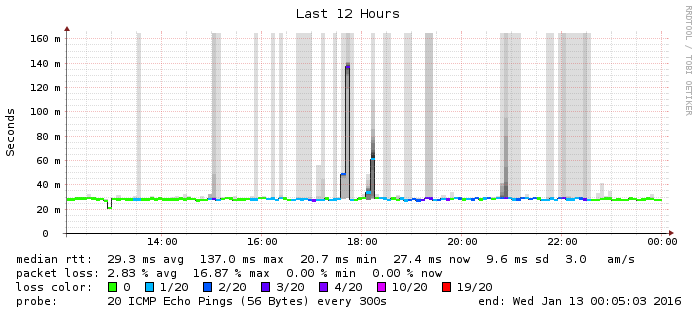 Last 12 Hours
RRDTOOL / TOBI OETIKER
Seconds
160 m
140 m
120 m
100 m
80 m
60 m
40 m
20 m
0
14:00 16:00 18:00 20:00 22:00 00:00
median rtt: 29.3 ms avg 137.0 ms max 20.7 ms min 27.4 ms now 9.6 ms sd 3.0 am/s
packet loss: 2.83 % avg 16.87 % max 0.00 % min 0.00 % now
loss color: 0 1/20 2/20 3/20 4/20 10/20 19/20
probe: 20 ICMP Echo Pings (56 Bytes) every 300s end: Wed Jan 13 00:05:03 2016